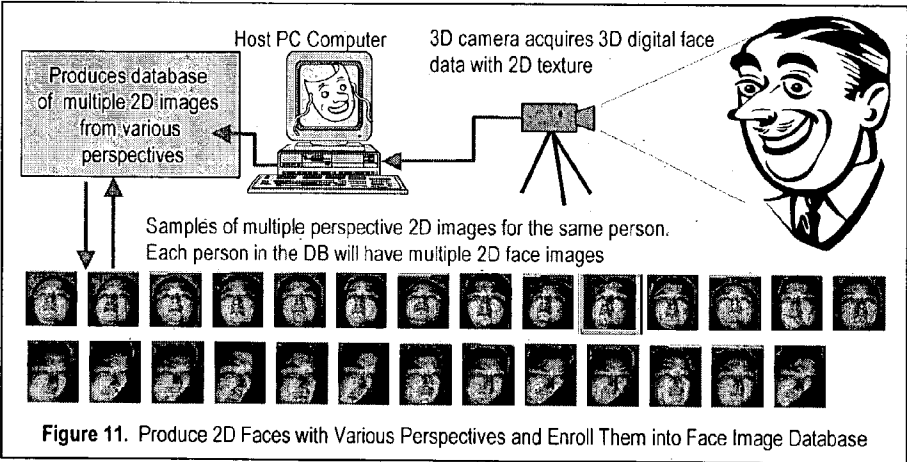 Host PC Computer
3D camera acquires 3D digital face
data with 2D texture
Produces database
of multiple 2D images
from various
perspectives
Samples of multiple perspective 2D images for the same person.
Each person in the DB will have multiple 2D face images
Figure 11. Produce 2D Faces with Various Perspectives and Enroll Them into Face Image Database